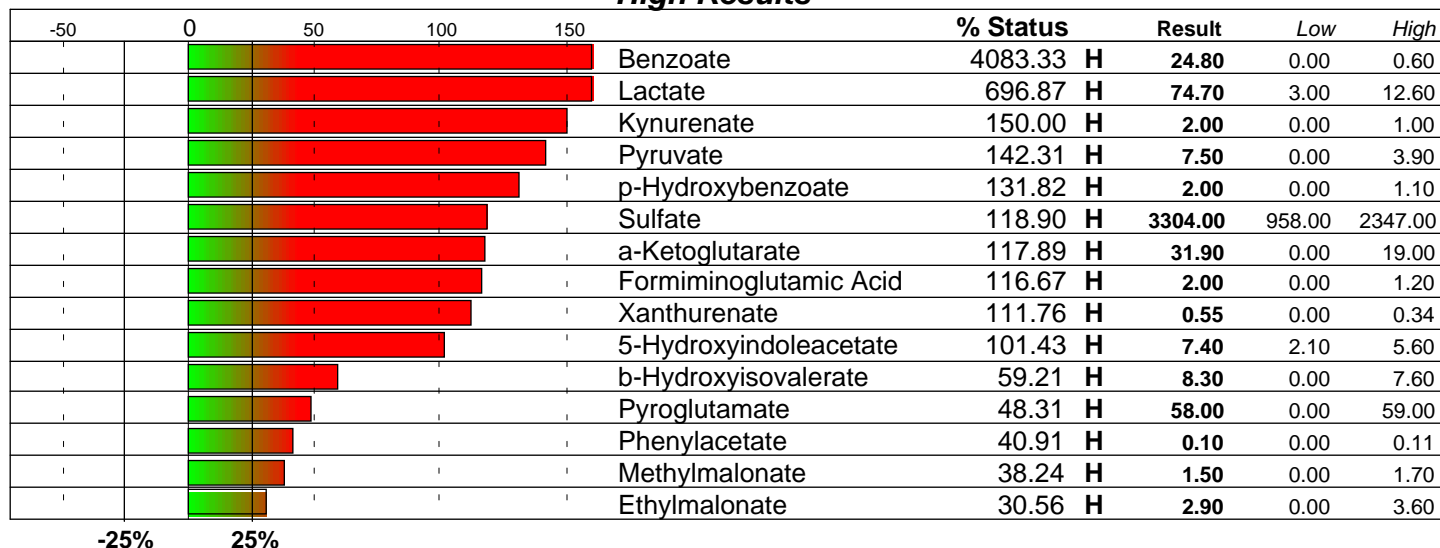 High Results
-50 0 50 100 150 % Status Result Low High
Benzoate 4083.33 H 24.80 0.00 0.60
Lactate 696.87 H 74.70 3.00 12.60
Kynurenate 150.00 H 2.00 0.00 1.00
Pyruvate 142.31 H 7.50 0.00 3.90
p-Hydroxybenzoate 131.82 H 2.00 0.00 1.10
Sulfate 118.90 H 3304.00 958.00 2347.00
a-Ketoglutarate 117.89 H 31.90 0.00 19.00
Formiminoglutamic Acid 116.67 H 2.00 0.00 1.20
Xanthurenate 111.76 H 0.55 0.00 0.34
5-Hydroxyindoleacetate 101.43 H 7.40 2.10 5.60
b-Hydroxyisovalerate 59.21 H 8.30 0.00 7.60
Pyroglutamate 48.31 H 58.00 0.00 59.00
Phenylacetate 40.91 H 0.10 0.00 0.11
Methylmalonate 38.24 H 1.50 0.00 1.70
Ethylmalonate 30.56 H 2.90 0.00 3.60
-25% 25%